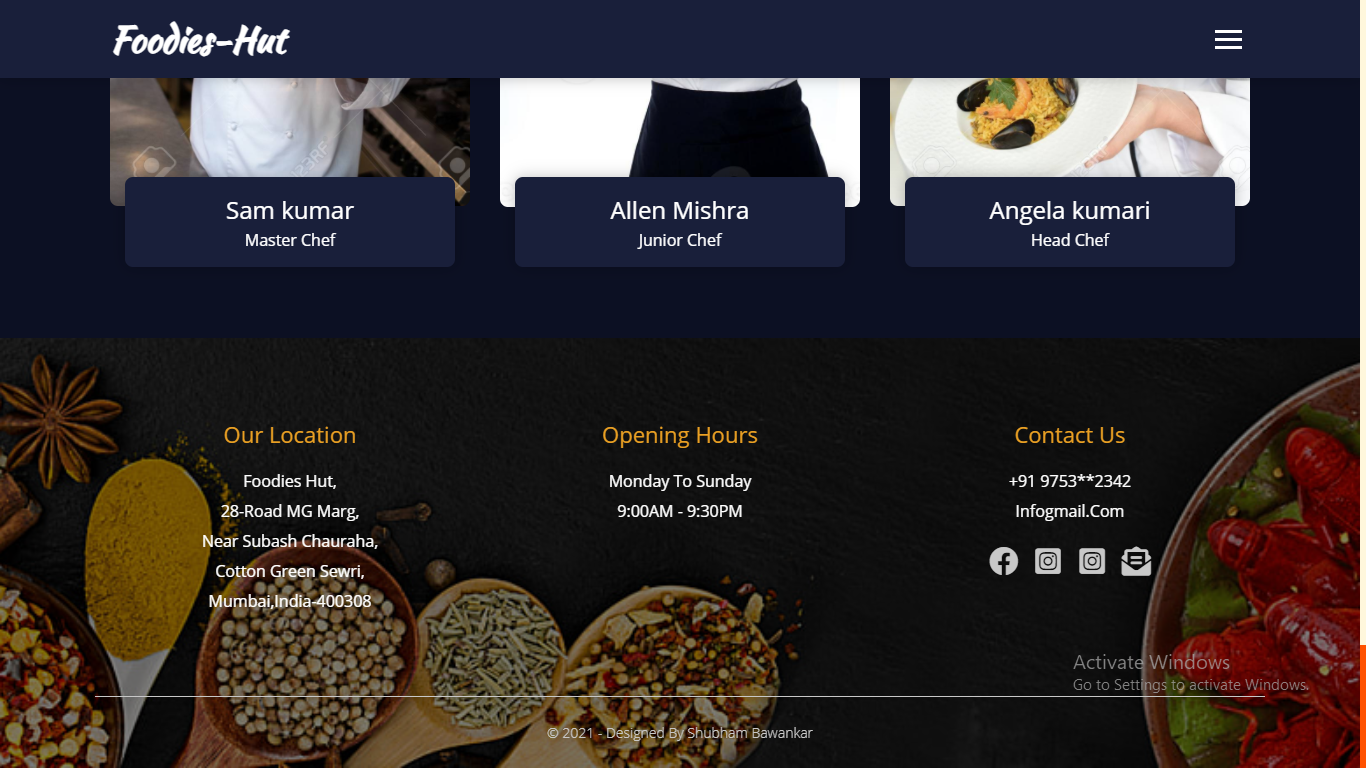 Foodies-Hut
23RF
Sam kumar
Master Chef
Allen Mishra
Junior Chef
Angela kumari
Head Chef
Our Location
Foodies Hut,
28-Road MG Marg,
Near Subash Chauraha,
Cotton Green Sewri,
Mumbai,India-400308
Opening Hours
Monday To Sunday
9:00AM - 9:30PM
Contact Us
+91 9753**2342
Infogmail.Com
Activate Windows
Go to Settings to activate Windows.
© 2021 - Designed By Shubham Bawankar